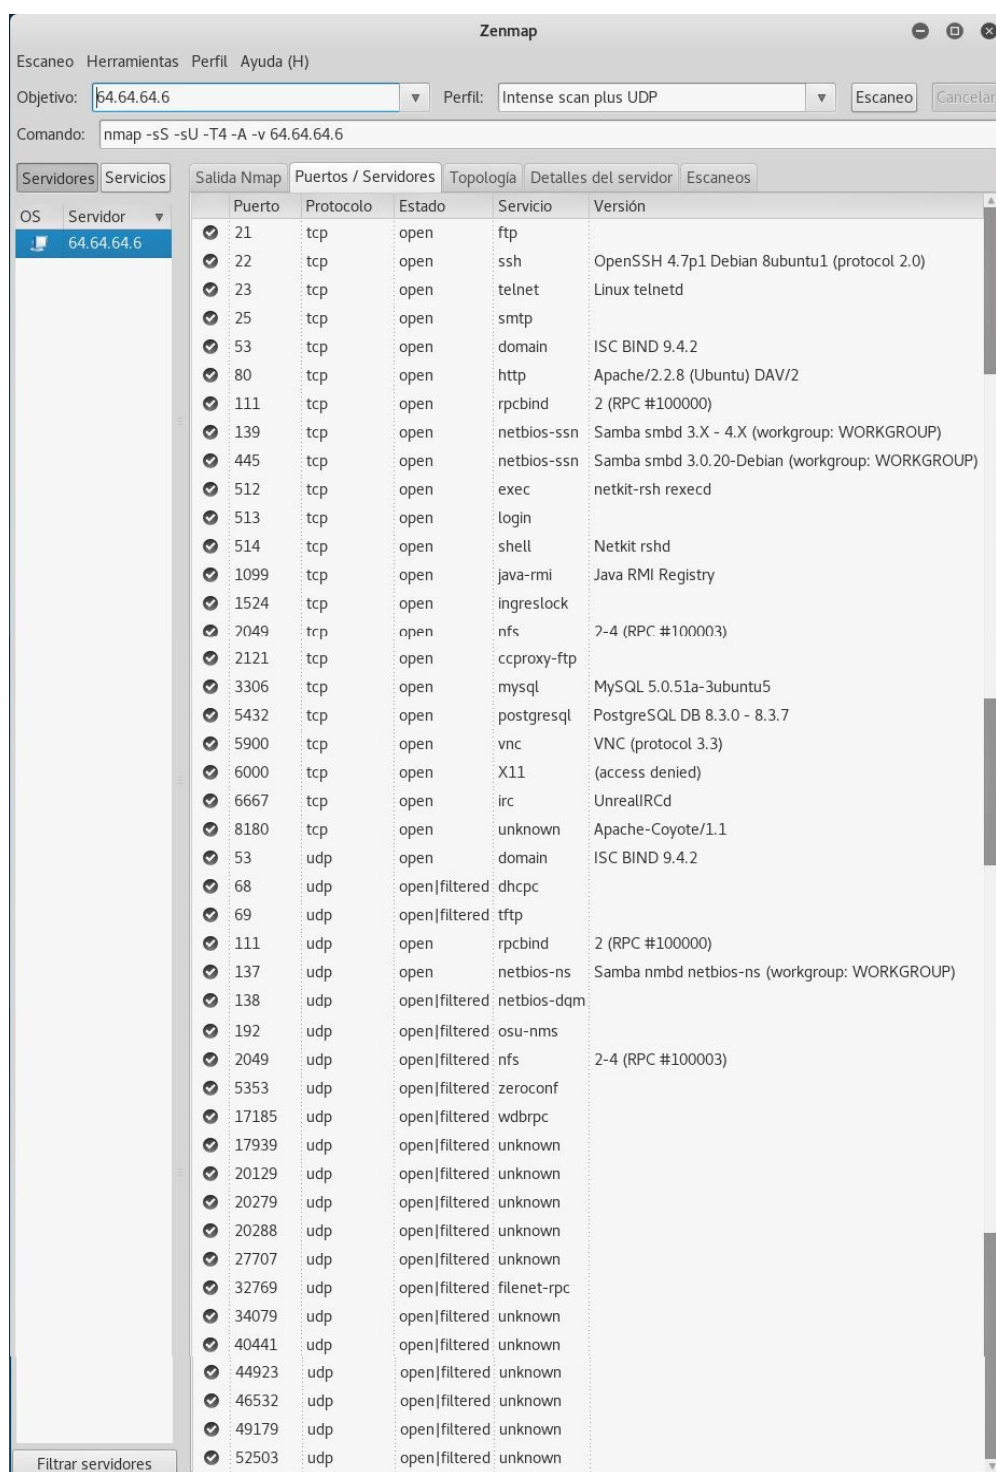 Zenmap
Escaneo Herramientas Perfil Ayuda (H)
Objetivo: 64.64.64.6 Perfil: Intense scan plus UDP Escaneo Cancelar
Comando: nmap -sS -sU -T4 -A -v 64.64.64.6
Servidores Servicios Salida Nmap Puertos / Servidores Topología Detalles del servidor Escaneos
OS Servidor
64.64.64.6
Puerto Protocolo Estado Servicio Versión
21 tcp open ftp
22 tcp open ssh OpenSSH 4.7p1 Debian 8ubuntu1 (protocol 2.0)
23 tcp open telnet Linux telnetd
25 tcp open smtp
53 tcp open domain ISC BIND 9.4.2
80 tcp open http Apache/2.2.8 (Ubuntu) DAV/2
111 tcp open rpcbind 2 (RPC #100000)
139 tcp open netbios-ssn Samba smbd 3.X - 4.X (workgroup: WORKGROUP)
445 tcp open netbios-ssn Samba smbd 3.0.20-Debian (workgroup: WORKGROUP)
512 tcp open exec netkit-rsh rexecd
513 tcp open login
514 tcp open shell Netkit rshd
1099 tcp open java-rmi Java RMI Registry
1524 tcp open ingreslock
2049 tcp open nfs 2-4 (RPC #100003)
2121 tcp open ccproxy-ftp
3306 tcp open mysql MySQL 5.0.51a-3ubuntu5
5432 tcp open postgresql PostgreSQL DB 8.3.0 - 8.3.7
5900 tcp open vnc VNC (protocol 3.3)
6000 tcp open X11 (access denied)
6667 tcp open irc UnrealIRCd
8180 tcp open unknown Apache-Coyote/1.1
53 udp open domain ISC BIND 9.4.2
68 udp open|filtered dhcpc
69 udp open|filtered tftp
111 udp open rpcbind 2 (RPC #100000)
137 udp open netbios-ns Samba nmbd netbios-ns (workgroup: WORKGROUP)
138 udp open|filtered netbios-dgm
192 udp open|filtered osu-nms
2049 udp open|filtered nfs 2-4 (RPC #100003)
5353 udp open|filtered zeroconf
17185 udp open|filtered wdbrpc
17939 udp open|filtered unknown
20129 udp open|filtered unknown
20279 udp open|filtered unknown
20288 udp open|filtered unknown
27707 udp open|filtered unknown
32769 udp open|filtered filenet-rpc
34079 udp open|filtered unknown
40441 udp open|filtered unknown
44923 udp open|filtered unknown
46532 udp open|filtered unknown
49179 udp open|filtered unknown
52503 udp open|filtered unknown
Filtrar servidores